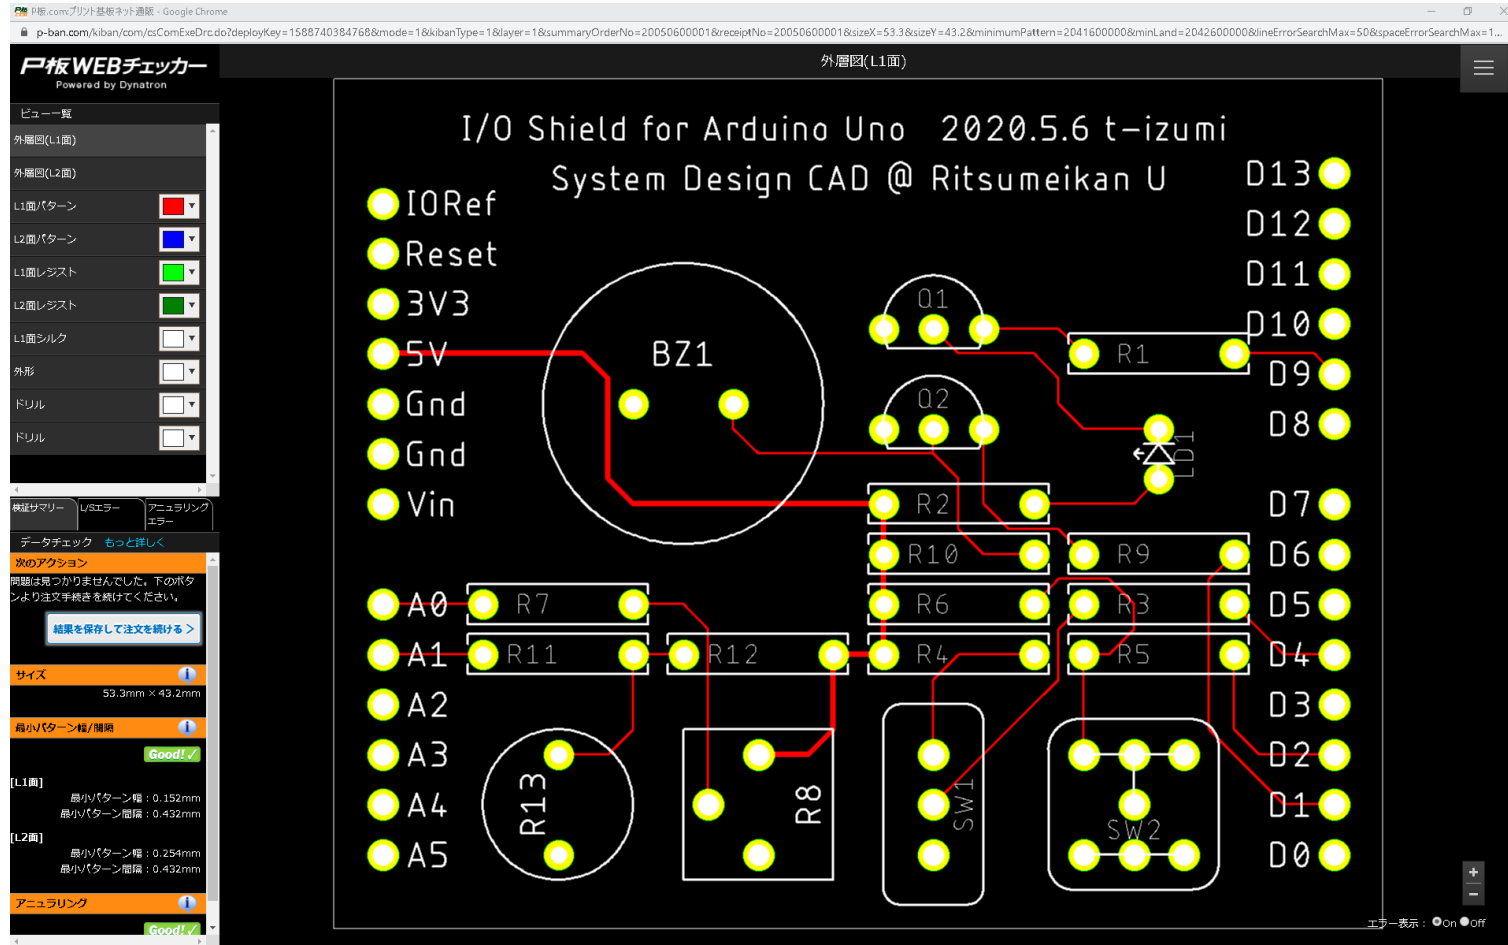 P板.com:プリント基板ネット通販 - Google Chrome
p-ban.com/kiban/com/csComExeDrc.do?deployKey=1588740384768&mode=1&kibanType=1&layer=1&summaryOrderNo=20050600001&receiptNo=20050600001&sizeX=53.3&sizeY=43.2&minimumPattern=2041600000&minLand=2042600000&lineErrorSearchMax=50&spaceErrorSearchMax=1...
P板WEBチェッカー
Powered by Dynatron
外層図(L1面)
ビュー一覧
外層図(L1面)
外層図(L2面)
L1面パターン
L2面パターン
L1面レジスト
L2面レジスト
L1面シルク
外形
ドリル
ドリル
検証サマリー
L/Sエラー
アニュラリング
エラー
データチェック もっと詳しく
次のアクション
問題は見つかりませんでした。下のボタ
ンより注文手続きを続けてください。
結果を保存して注文を続ける >
サイズ
53.3mm × 43.2mm
最小パターン幅/間隔
Good! ✓
[L1面]
最小パターン幅 : 0.152mm
最小パターン間隔 : 0.432mm
[L2面]
最小パターン幅 : 0.254mm
最小パターン間隔 : 0.432mm
アニュラリング
Good! ✓
I/O Shield for Arduino Uno 2020.5.6 t-izumi
System Design CAD @ Ritsumeikan U
IORef
Reset
3V3
5V
Gnd
Gnd
Vin
A0
A1
A2
A3
A4
A5
BZ1
Q1
Q2
R1
LD1
R2
R10
R9
R7
R6
R3
R11
R12
R4
R5
R13
R8
SW1
SW2
D13
D12
D11
D10
D9
D8
D7
D6
D5
D4
D3
D2
D1
D0
+
−
エラー表示 : On Off